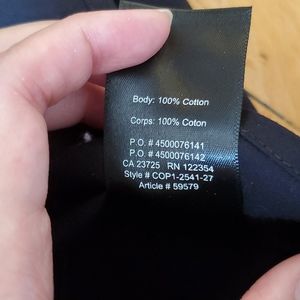 Body: 100% Cotton
Corps: 100% Coton
P.O. # 4500076141
P.O. # 4500076142
CA 23725 RN 122354
Style # COP1-2541-27
Article # 59579